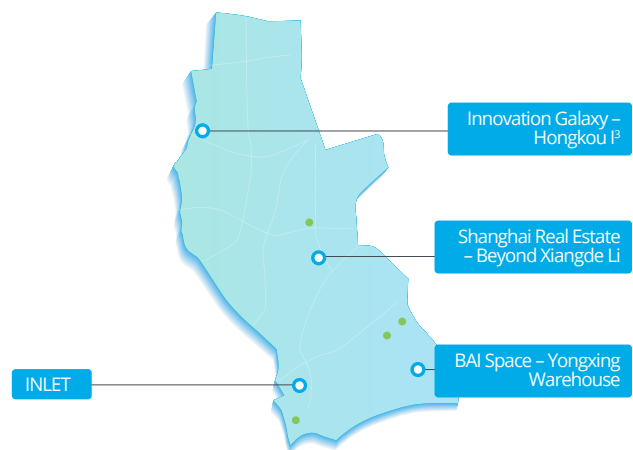 Innovation Galaxy –
Hongkou I³
Shanghai Real Estate
– Beyond Xiangde Li
BAI Space – Yongxing
Warehouse
INLET